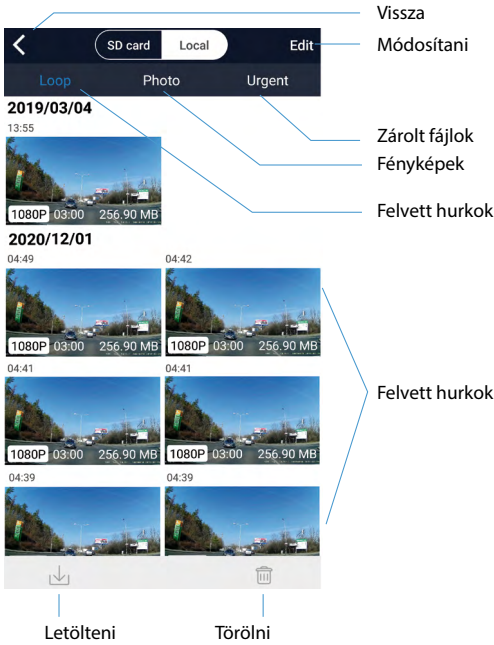 Vissza
SD card Local Edit
Módosítani
Loop Photo Urgent
2019/03/04
13:55
Zárolt fájlok
Fényképek
1080P 03:00 256.90 MB
Felvett hurkok
2020/12/01
04:49 04:42
1080P 03:00 256.90 MB 1080P 03:00 256.90 MB
04:41 04:41
Felvett hurkok
1080P 03:00 256.90 MB 1080P 03:00 256.90 MB
04:39 04:39
Letölteni Törölni